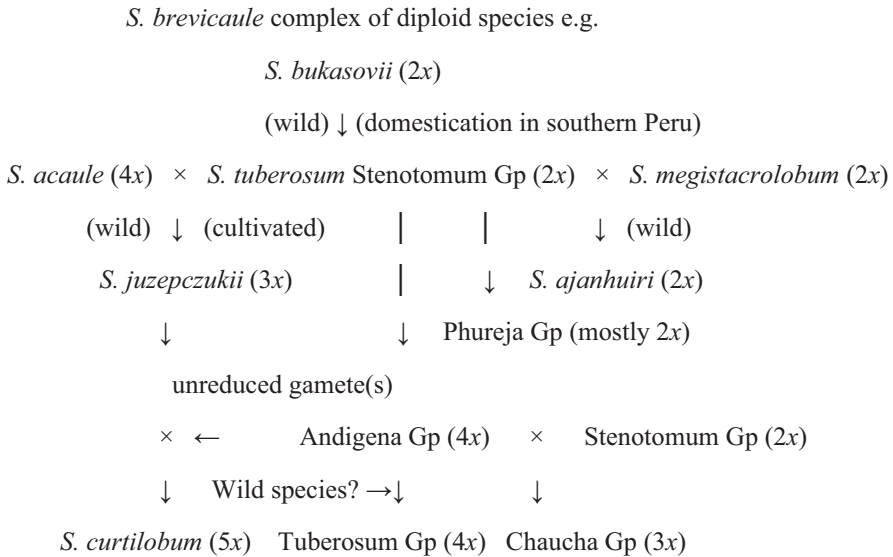 S. brevicaule complex of diploid species e.g.
S. bukasovii (2x)
(wild) ↓ (domestication in southern Peru)
S. acaule (4x) × S. tuberosum Stenotomum Gp (2x) × S. megistacrolobum (2x)
(wild) ↓ (cultivated) | | ↓ (wild)
S. juzepczukii (3x) | ↓ S. ajanhuiri (2x)
↓ ↓ Phureja Gp (mostly 2x)
unreduced gamete(s)
× ← Andigena Gp (4x) × Stenotomum Gp (2x)
↓ Wild species? →↓ ↓
S. curtilobum (5x) Tuberosum Gp (4x) Chaucha Gp (3x)